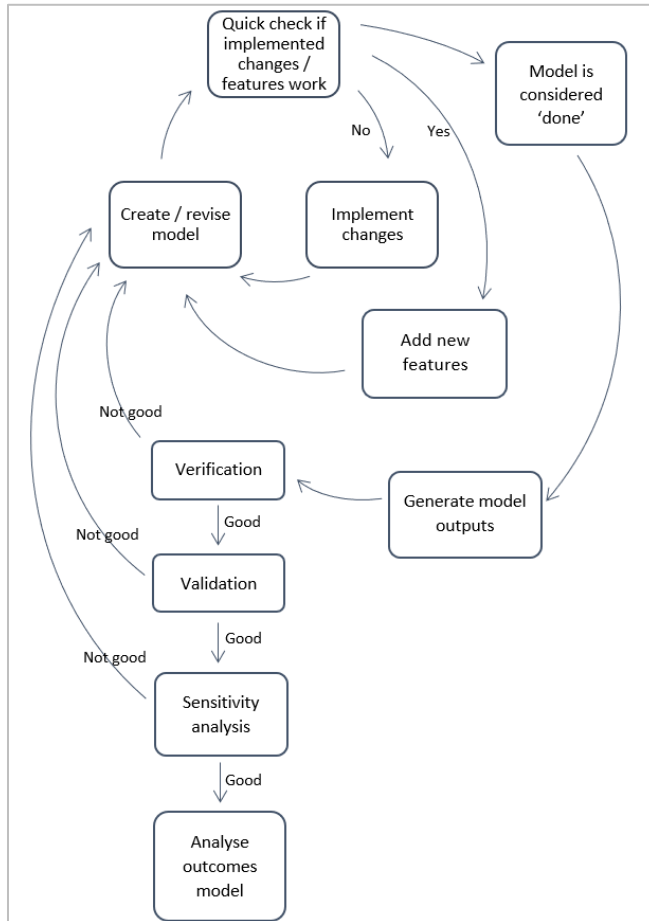 Quick check if
implemented
changes /
features work
Model is
considered
‘done’
No
Yes
Create / revise
model
Implement
changes
Add new
features
Not good
Verification
Generate model
outputs
Good
Not good
Validation
Good
Not good
Sensitivity
analysis
Good
Analyse
outcomes
model